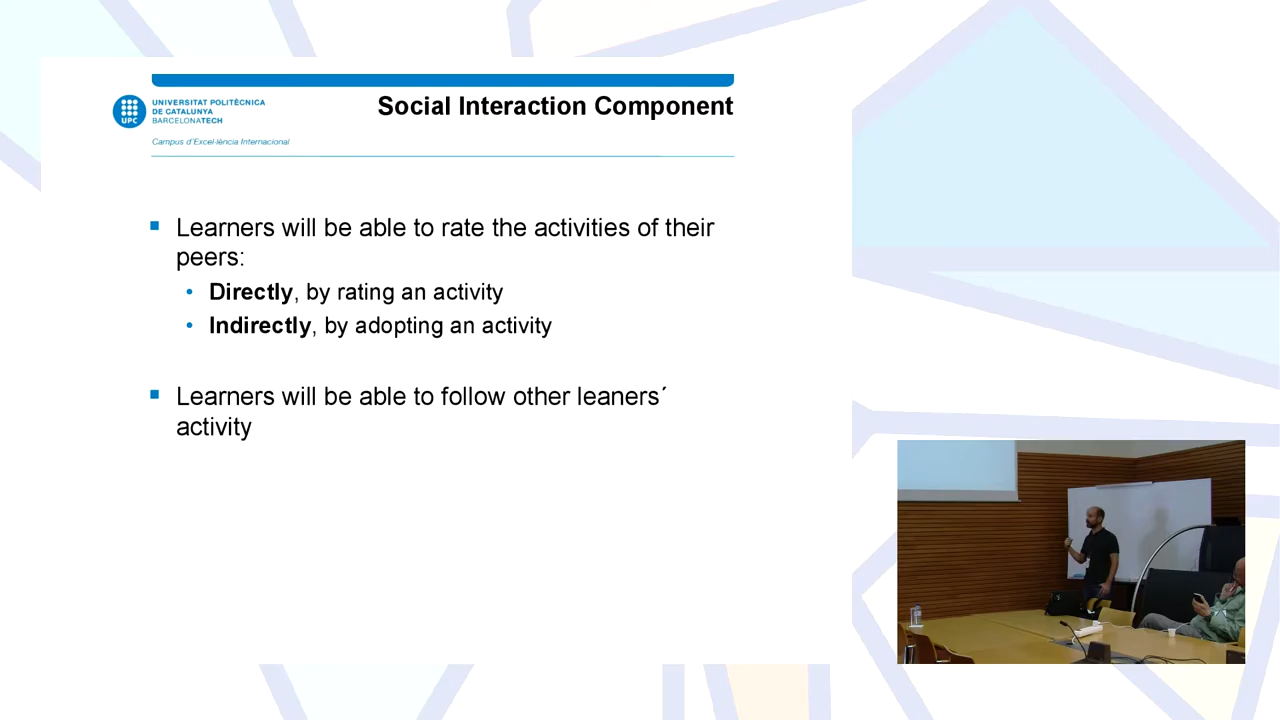 UNIVERSITAT POLITÈCNICA
DE CATALUNYA
BARCELONATECH
UPC
Campus d'Excel·lència Internacional
Social Interaction Component
Learners will be able to rate the activities of their
peers:
Directly, by rating an activity
Indirectly, by adopting an activity
Learners will be able to follow other leaners´
activity